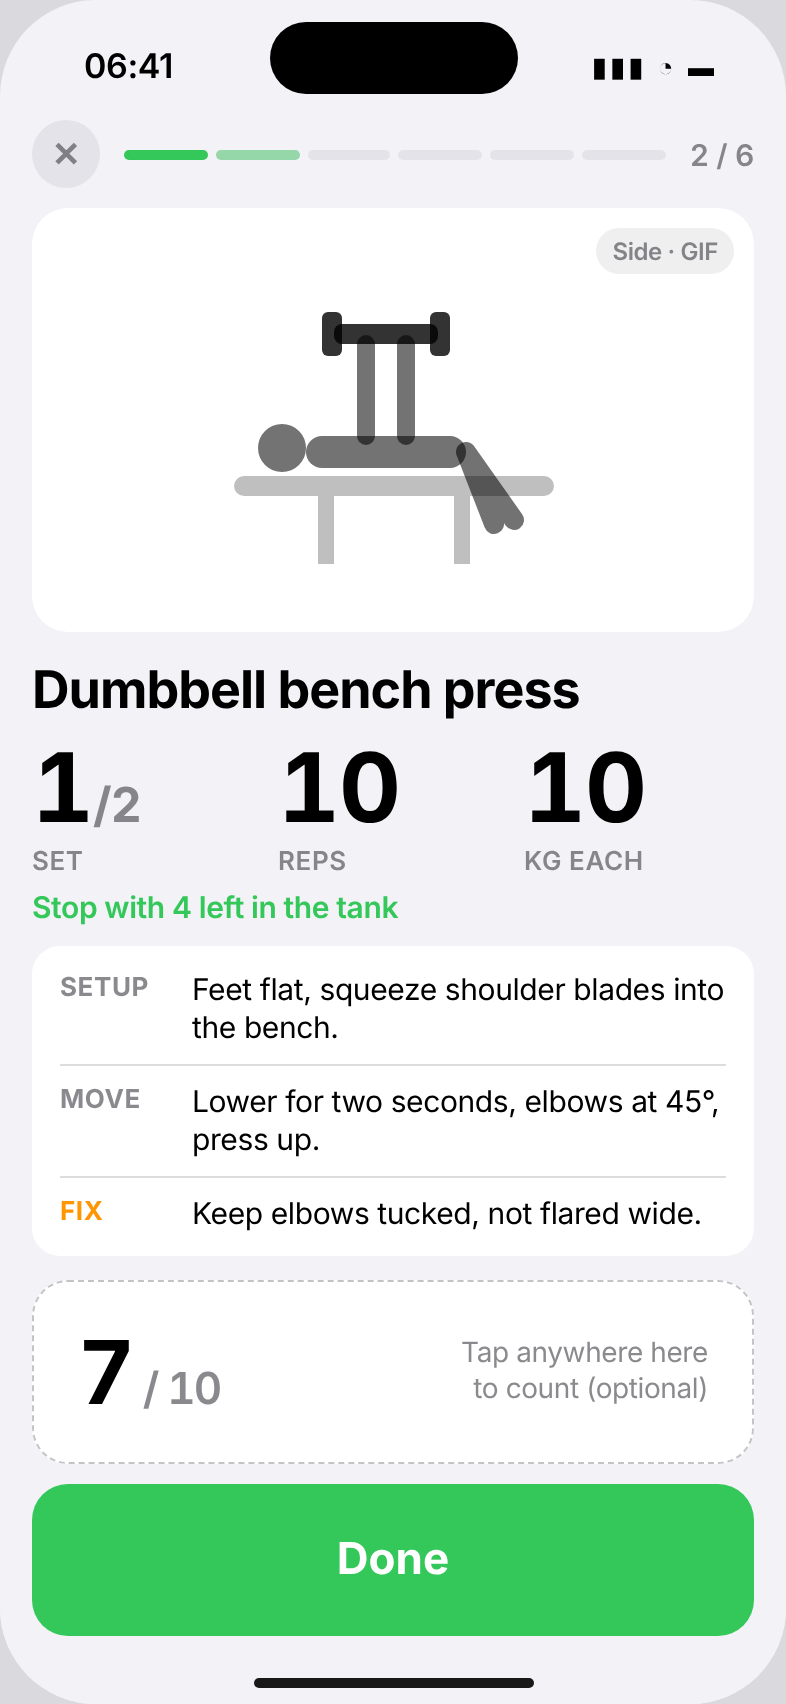 06:41
2 / 6
Side · GIF
Dumbbell bench press
1/2
SET
10
REPS
10
KG EACH
Stop with 4 left in the tank
SETUP
Feet flat, squeeze shoulder blades into
the bench.
MOVE
Lower for two seconds, elbows at 45°,
press up.
FIX
Keep elbows tucked, not flared wide.
7 / 10
Tap anywhere here
to count (optional)
Done